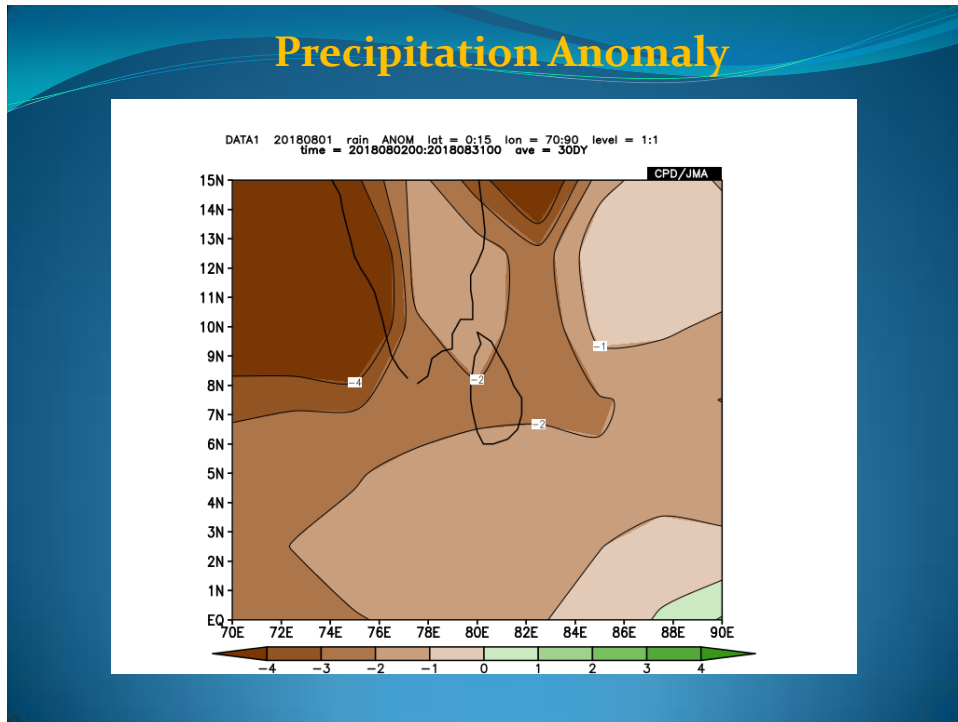 Precipitation Anomaly
DATA1 20180801 rain ANOM lat = 0:15 lon = 70:90 level = 1:1
time = 2018080200:2018083100 ave = 30DY
CPD/JMA
15N
14N
13N
12N
11N
10N
9N
-1
8N
-4
-2
7N
-2
6N
5N
4N
3N
2N
1N
EQ
70E 72E 74E 76E 78E 80E 82E 84E 86E 88E 90E
-4 -3 -2 -1 0 1 2 3 4